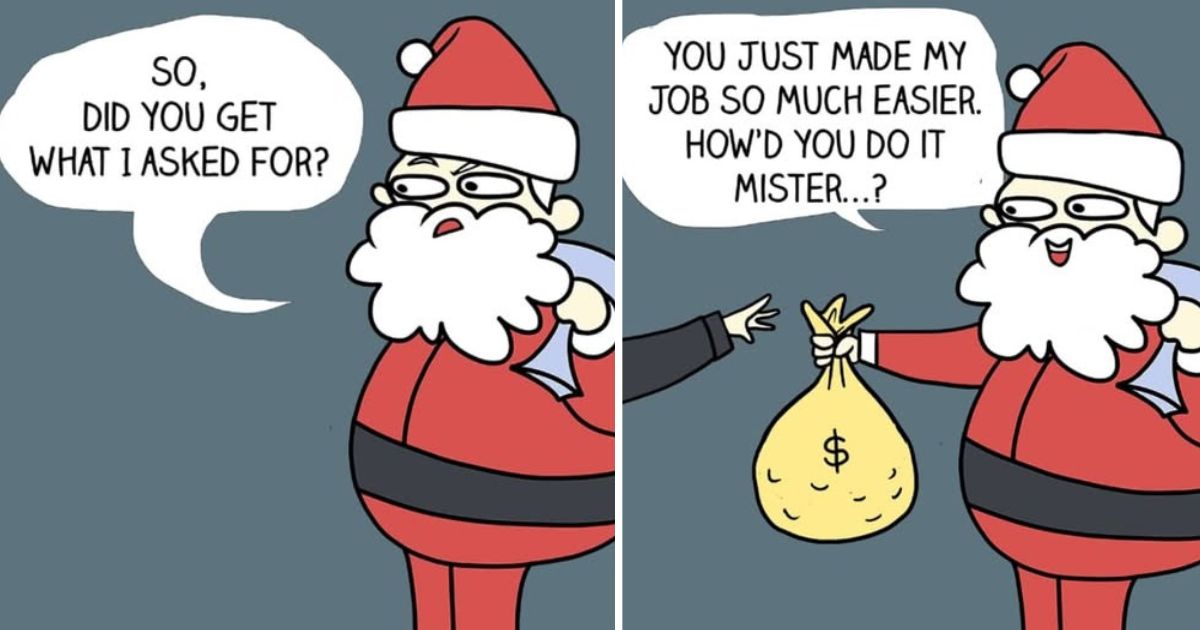 SO,
DID YOU GET
WHAT I ASKED FOR?
YOU JUST MADE MY
JOB SO MUCH EASIER.
HOW'D YOU DO IT
MISTER...?
$